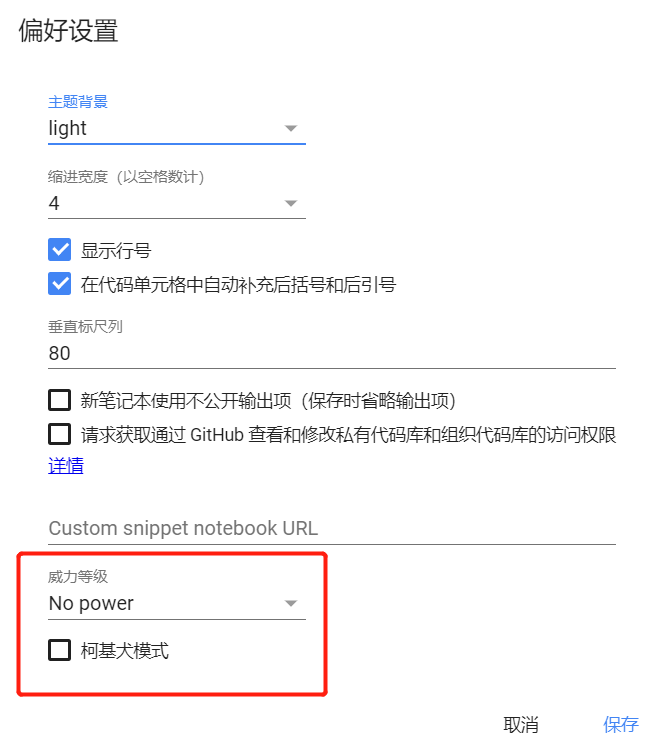 偏好设置
主题背景
light
缩进宽度（以空格数计）
4
显示行号
在代码单元格中自动补充后括号和后引号
垂直标尺列
80
新笔记本使用不公开输出项（保存时省略输出项）
请求获取通过 GitHub 查看和修改私有代码库和组织代码库的访问权限
详情
Custom snippet notebook URL
威力等级
No power
柯基犬模式
取消 保存